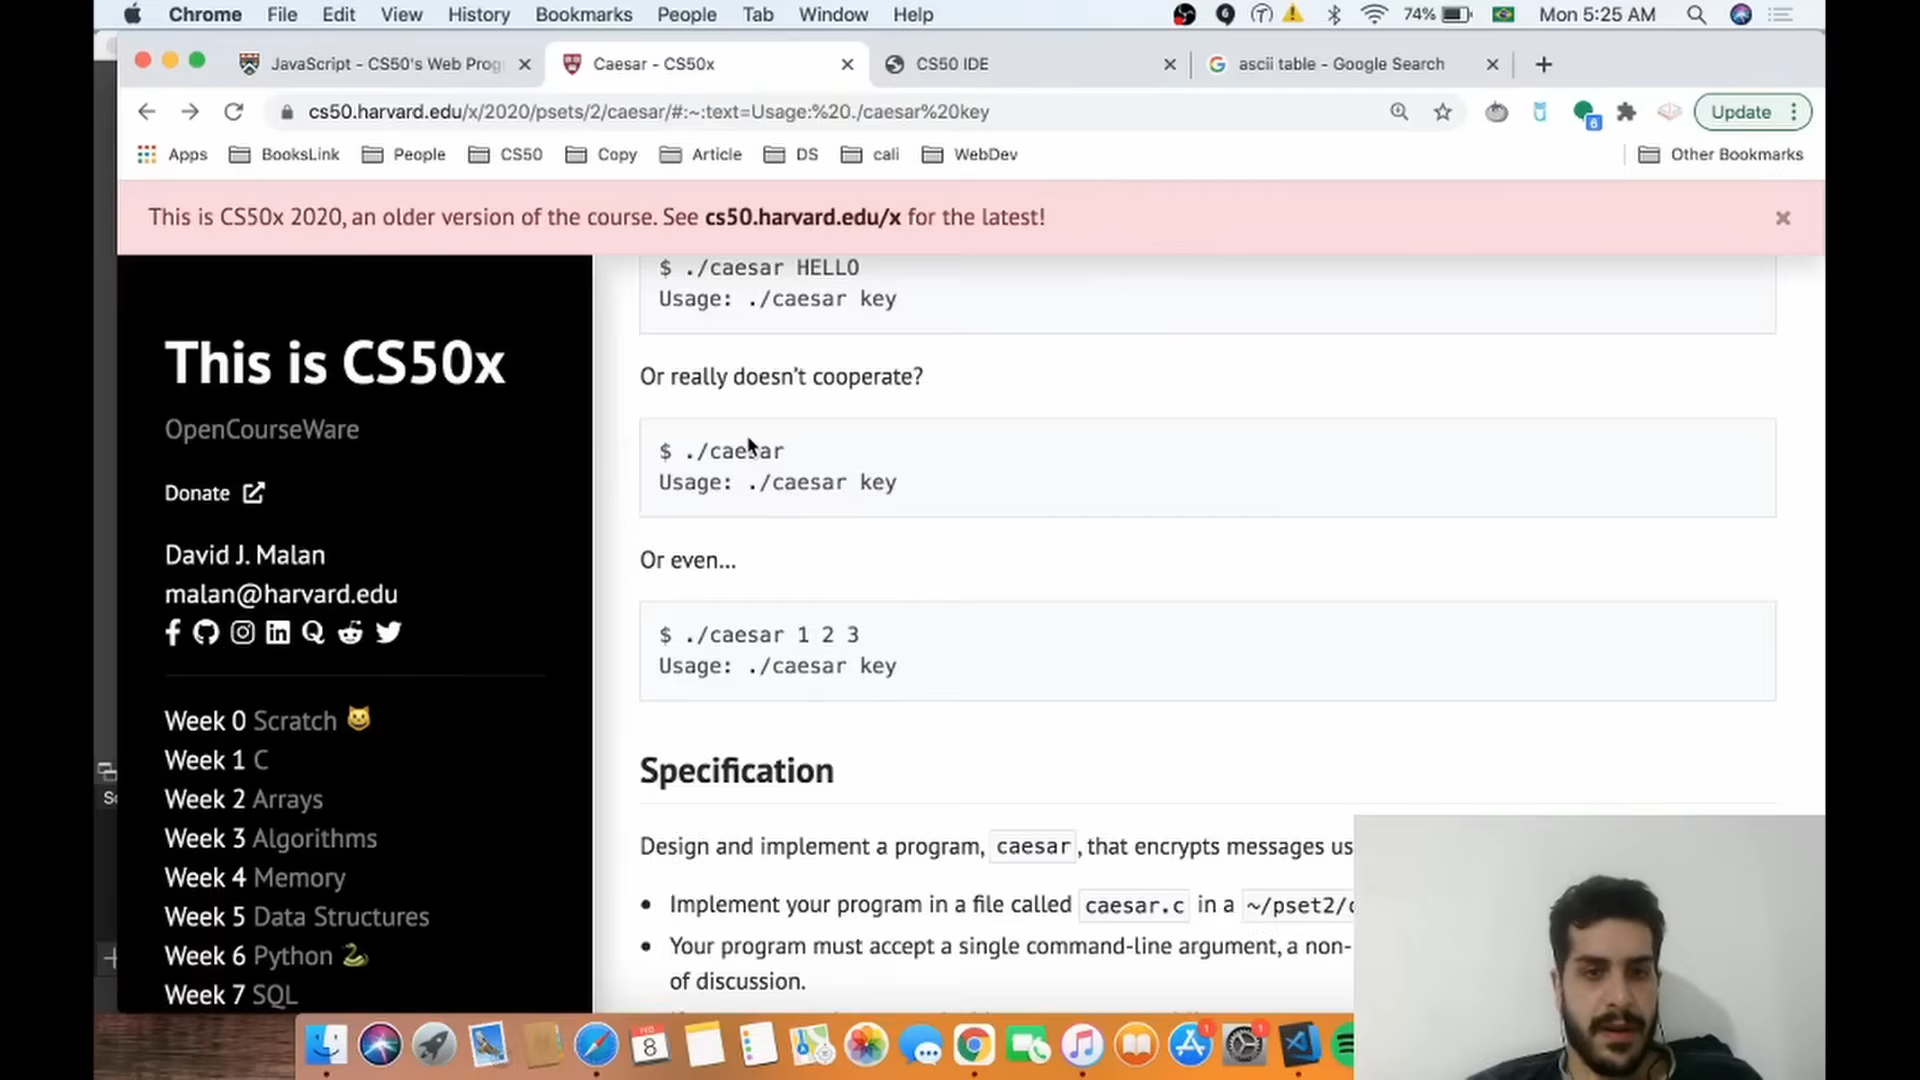 Chrome File Edit View History Bookmarks People Tab Window Help 74% Mon 5:25 AM
JavaScript - CS50's Web Prog Caesar - CS50x CS50 IDE ascii table - Google Search
cs50.harvard.edu/x/2020/psets/2/caesar/#:~:text=Usage:%20./caesar%20key 6 Update
Apps BooksLink People CS50 Copy Article DS cali WebDev Other Bookmarks
This is CS50x 2020, an older version of the course. See cs50.harvard.edu/x for the latest!
This is CS50x
OpenCourseWare
Donate
David J. Malan
malan@harvard.edu
Week 0 Scratch
Week 1 C
Week 2 Arrays
Week 3 Algorithms
Week 4 Memory
Week 5 Data Structures
Week 6 Python
Week 7 SQL
$ ./caesar HELLO
Usage: ./caesar key
Or really doesn't cooperate?
$ ./caesar
Usage: ./caesar key
Or even...
$ ./caesar 1 2 3
Usage: ./caesar key
Specification
Design and implement a program, caesar, that encrypts messages us
Implement your program in a file called caesar.c in a ~/pset2/c
Your program must accept a single command-line argument, a non-
of discussion.
8
1
1